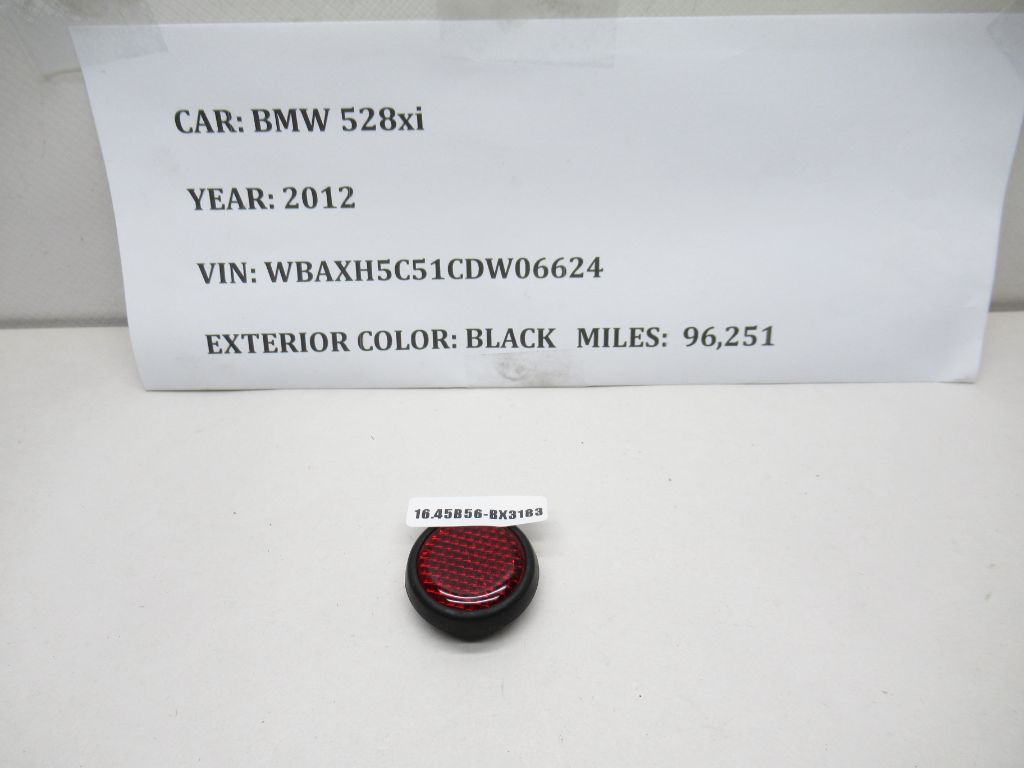 CAR: BMW 528xi
YEAR: 2012
VIN: WBAXH5C51CDW06624
EXTERIOR COLOR: BLACK MILES: 96,251
16.45B56-BX3183